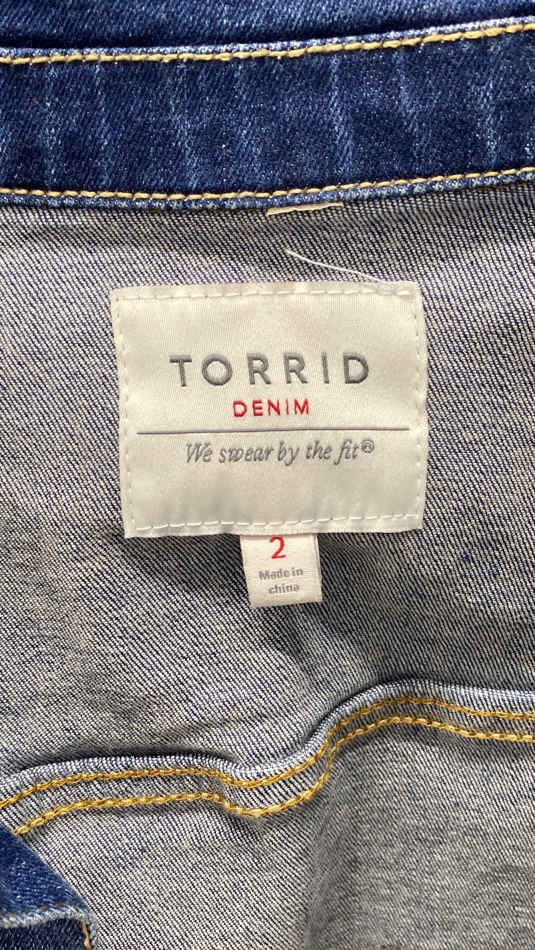 TORRID
DENIM
We swear by the fit®
2
Made in
china